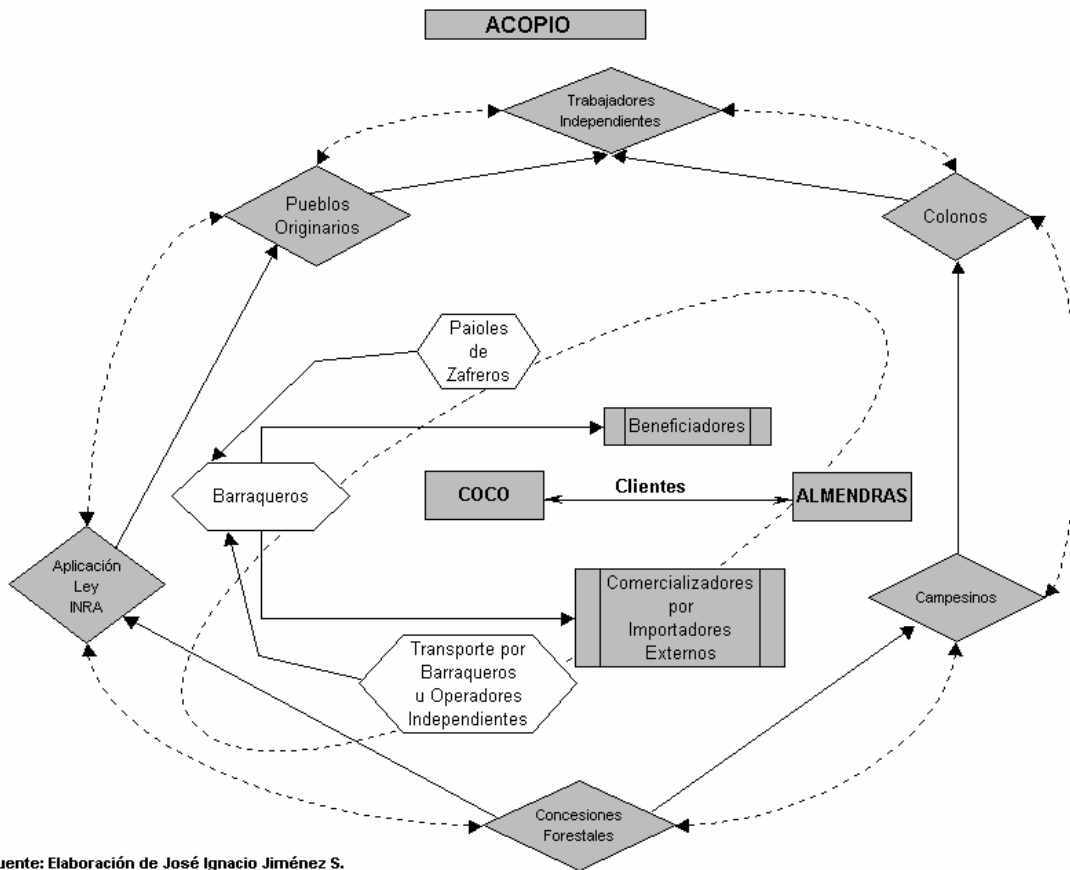 ACOPIO
Trabajadores
Independientes
Pueblos
Originarios
Colonos
Paioles
de
Zafreros
Beneficiadores
Barraqueros
COCO
Clientes
ALMENDRAS
Aplicación
Ley
INRA
Comercializadores
por
Importadores
Externos
Campesinos
Transporte por
Barraqueros
u Operadores
Independientes
Concesiones
Forestales
uente: Elaboración de José Ignacio Jiménez S.